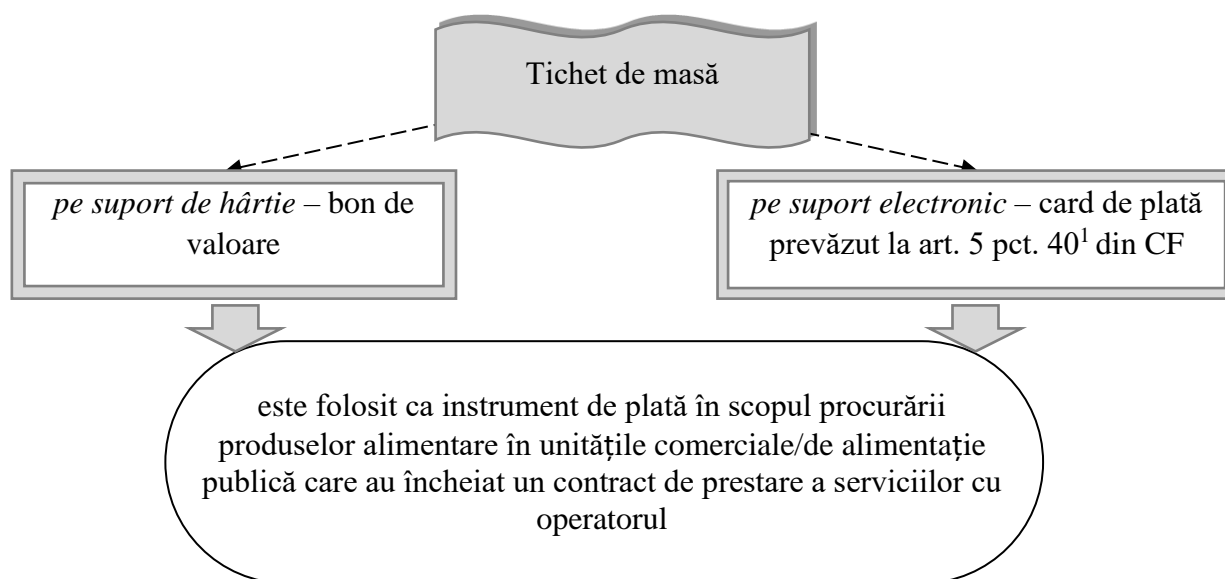 Tichet de masă
pe suport de hârtie – bon de
valoare
pe suport electronic – card de plată
prevăzut la art. 5 pct. 40¹ din CF
este folosit ca instrument de plată în scopul procurării
produselor alimentare în unitățile comerciale/de alimentație
publică care au încheiat un contract de prestare a serviciilor cu
operatorul